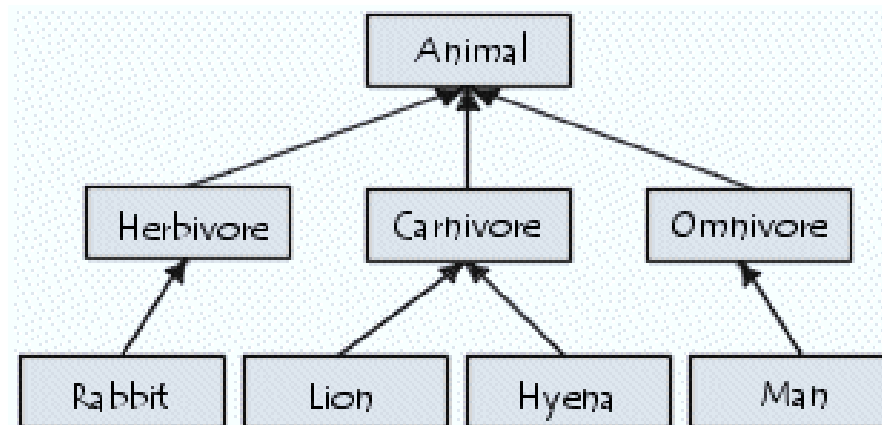 Animal
Herbivore
Carnivore
Omnivore
Rabbit
Lion
Hyena
Man